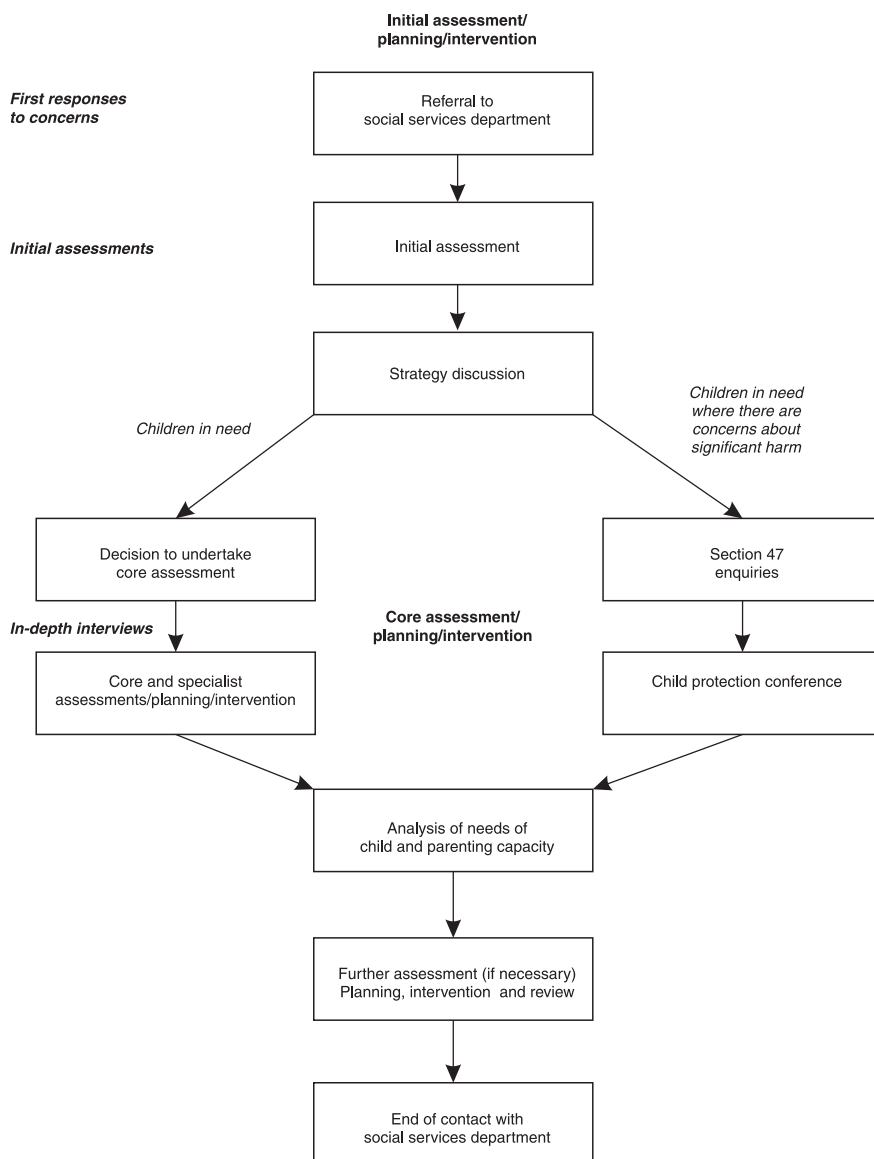 Initial assessment/
planning/intervention
First responses
to concerns
Referral to
social services department
Initial assessments
Initial assessment
Strategy discussion
Children in need
Children in need
where there are
concerns about
significant harm
Decision to undertake
core assessment
Section 47
enquiries
In-depth interviews
Core assessment/
planning/intervention
Core and specialist
assessments/planning/intervention
Child protection conference
Analysis of needs of
child and parenting capacity
Further assessment (if necessary)
Planning, intervention and review
End of contact with
social services department